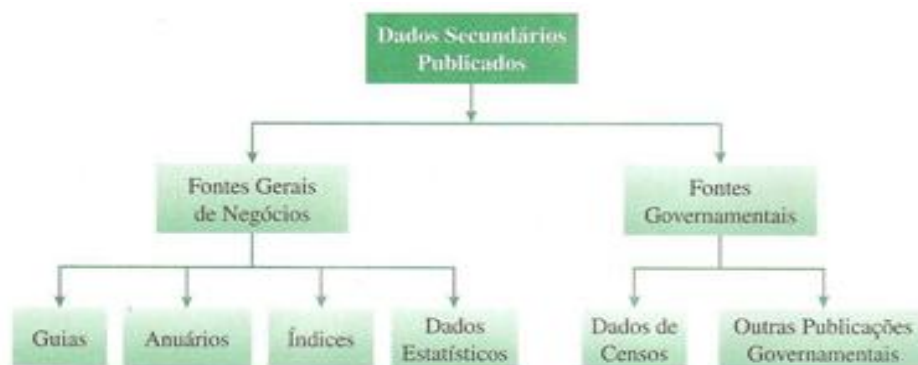 Dados Secundários
Publicados
Fontes Gerais
de Negócios
Fontes
Governamentais
Guias
Anuários
Índices
Dados
Estatísticos
Dados de
Censos
Outras Publicações
Governamentais